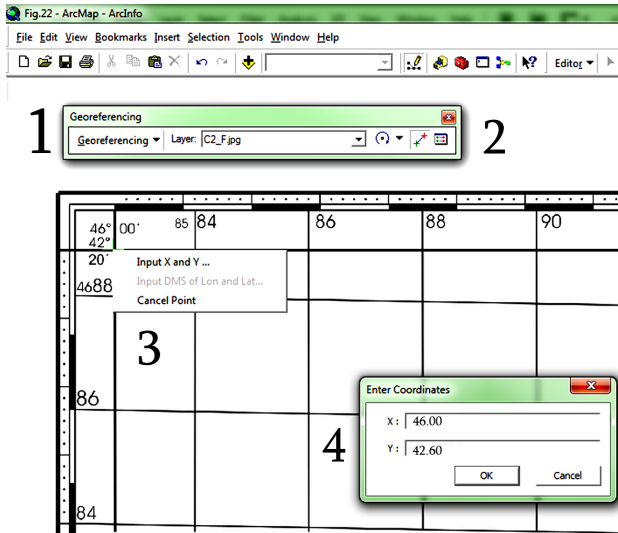 Fig.22 - ArcMap - ArcInfo
File Edit View Bookmarks Insert Selection Tools Window Help
Editor
1
Georeferencing
Georeferencing Layer: C2_F.jpg
2
46° 00' 85 84 86 88 90
42°
20'
4688
Input X and Y ...
Input DMS of Lon and Lat...
Cancel Point
3
86
Enter Coordinates
X: 46.00
4
Y: 42.60
OK Cancel
84